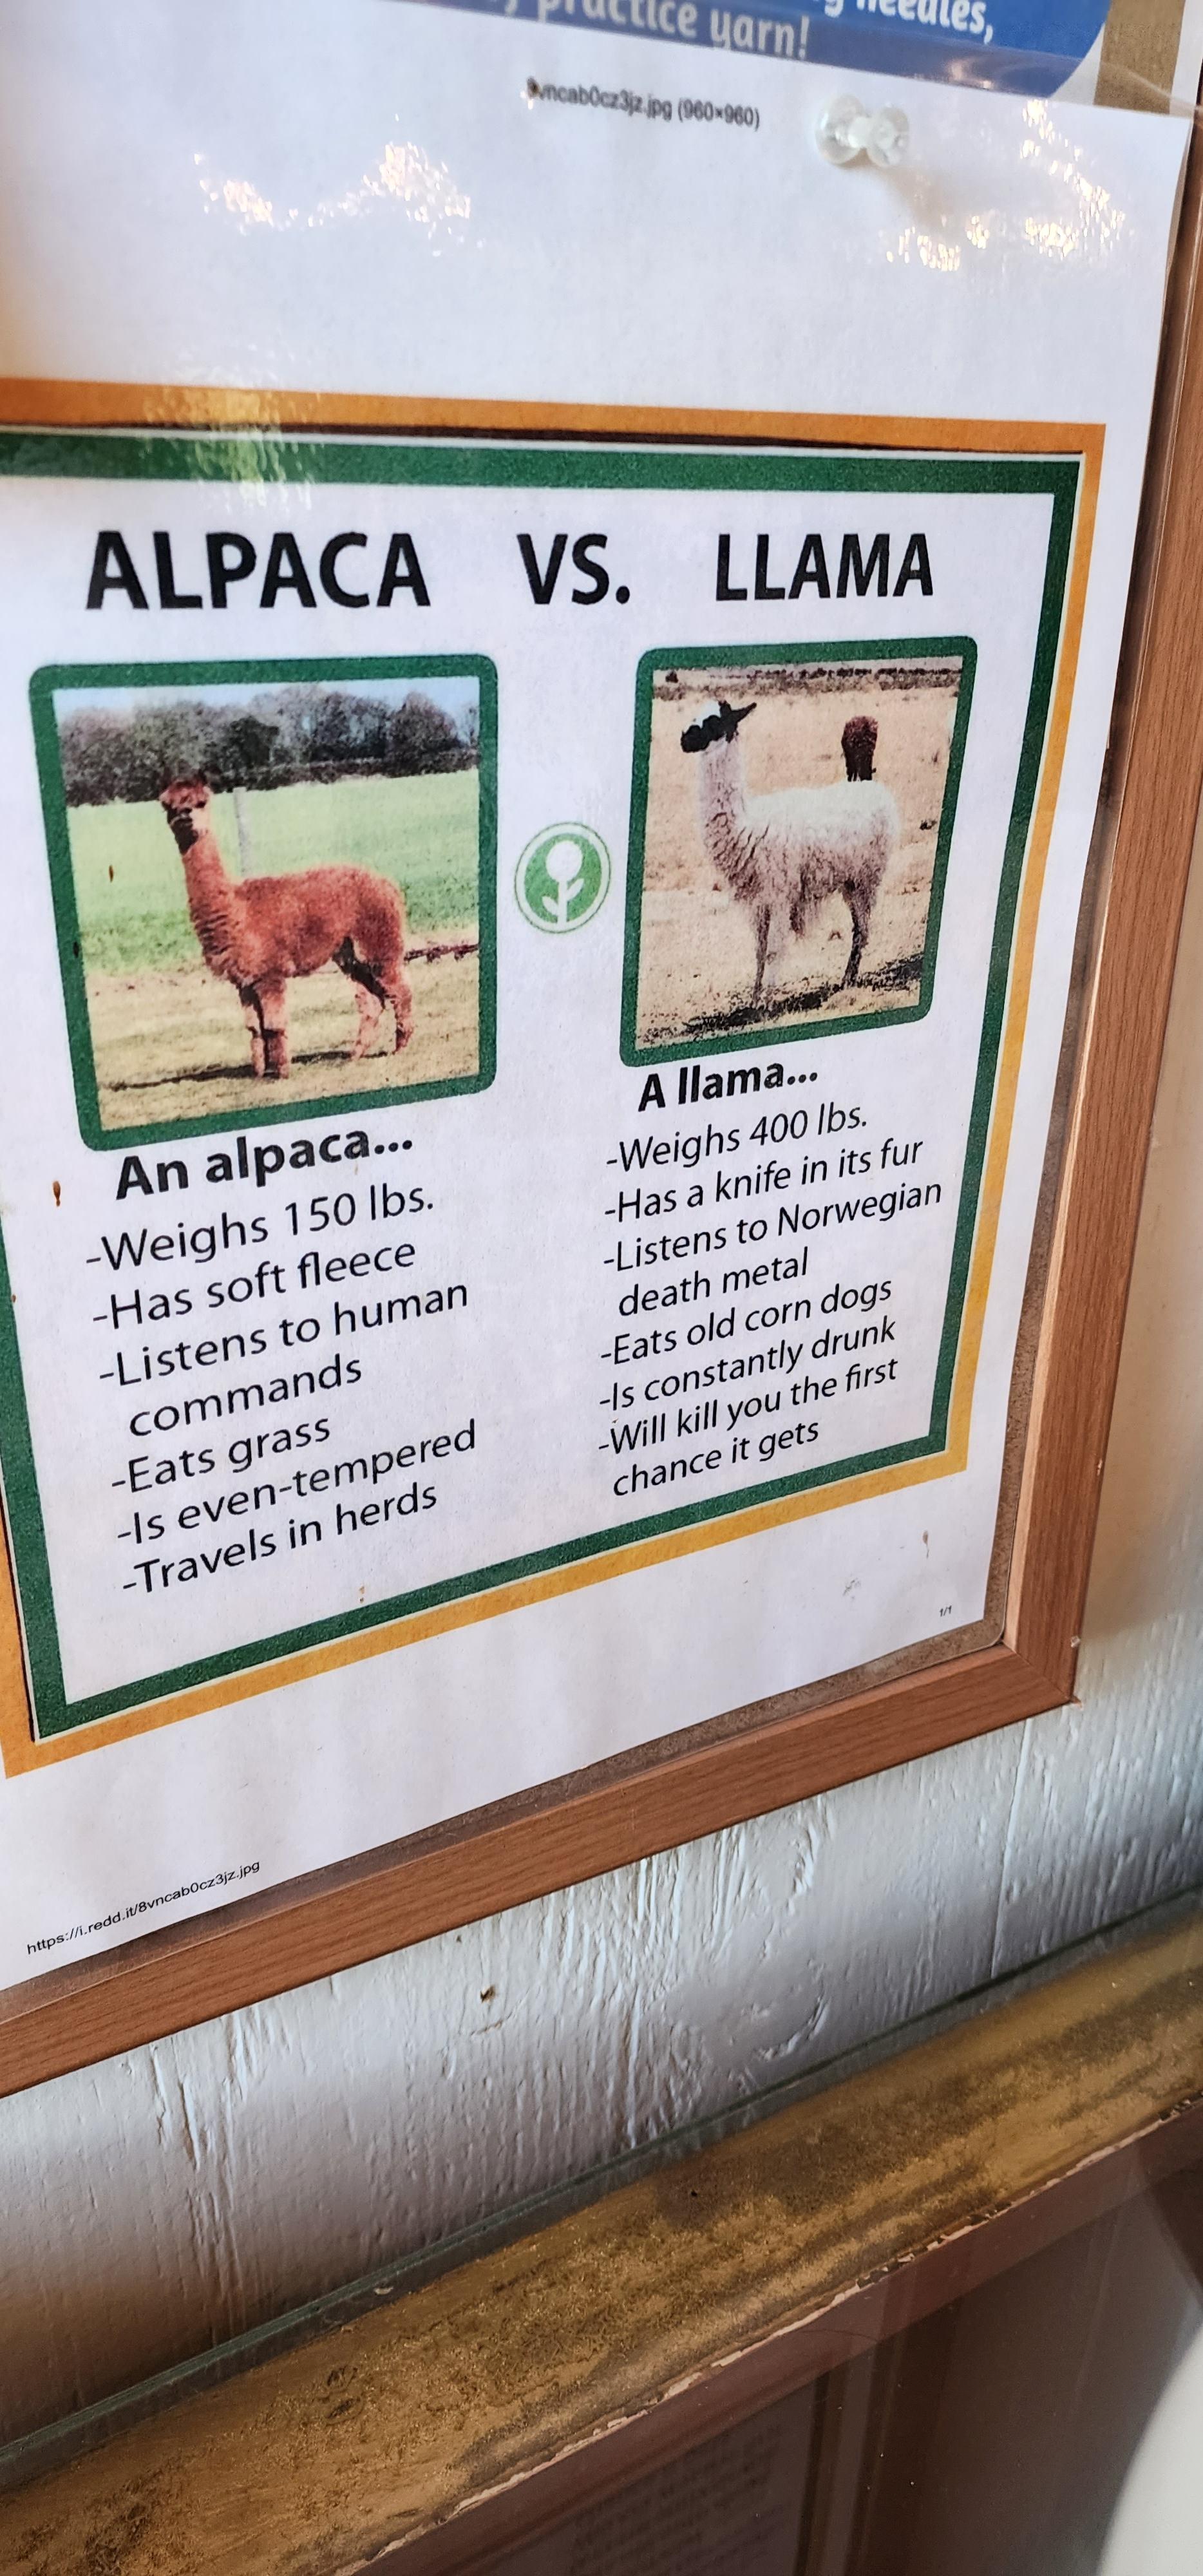 practice yarn!
needles,
8vncab0cz3jz.jpg (960×960)
ALPACA VS. LLAMA
An alpaca...
-Weighs 150 lbs.
-Has soft fleece
-Listens to human
commands
-Eats grass
-Is even-tempered
-Travels in herds
A llama...
-Weighs 400 lbs.
-Has a knife in its fur
-Listens to Norwegian
death metal
-Eats old corn dogs
-Is constantly drunk
-Will kill you the first
chance it gets
1/1
https://i.redd.it/8vncab0cz3jz.jpg